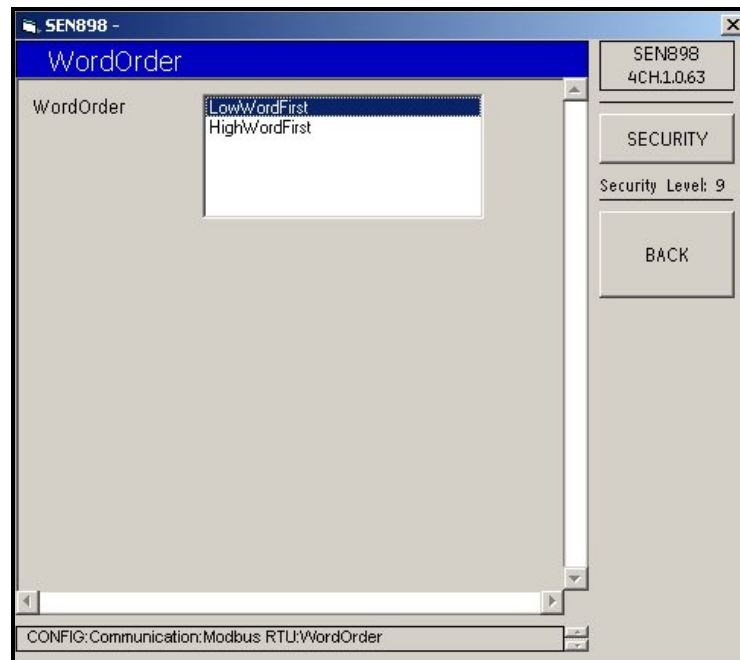 SEN898 -
WordOrder
WordOrder
LowWordFirst
HighWordFirst
SEN898
4CH.1.0.63
SECURITY
Security Level: 9
BACK
CONFIG:Communication:Modbus RTU:WordOrder